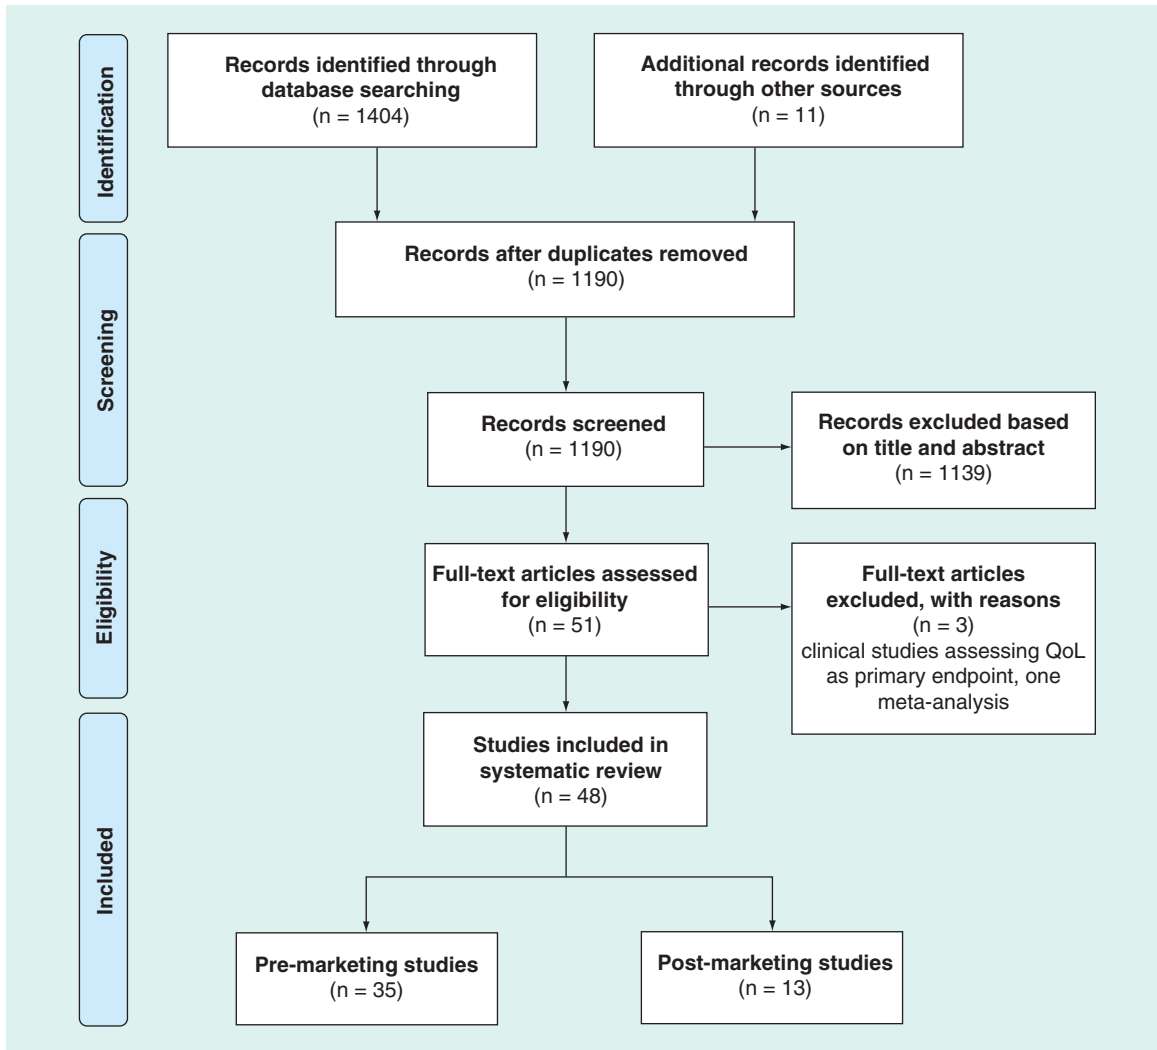 Identification
Records identified through
database searching
(n = 1404)
Additional records identified
through other sources
(n = 11)
Screening
Records after duplicates removed
(n = 1190)
Records screened
(n = 1190)
Records excluded based
on title and abstract
(n = 1139)
Eligibility
Full-text articles assessed
for eligibility
(n = 51)
Full-text articles
excluded, with reasons
(n = 3)
clinical studies assessing QoL
as primary endpoint, one
meta-analysis
Included
Studies included in
systematic review
(n = 48)
Pre-marketing studies
(n = 35)
Post-marketing studies
(n = 13)